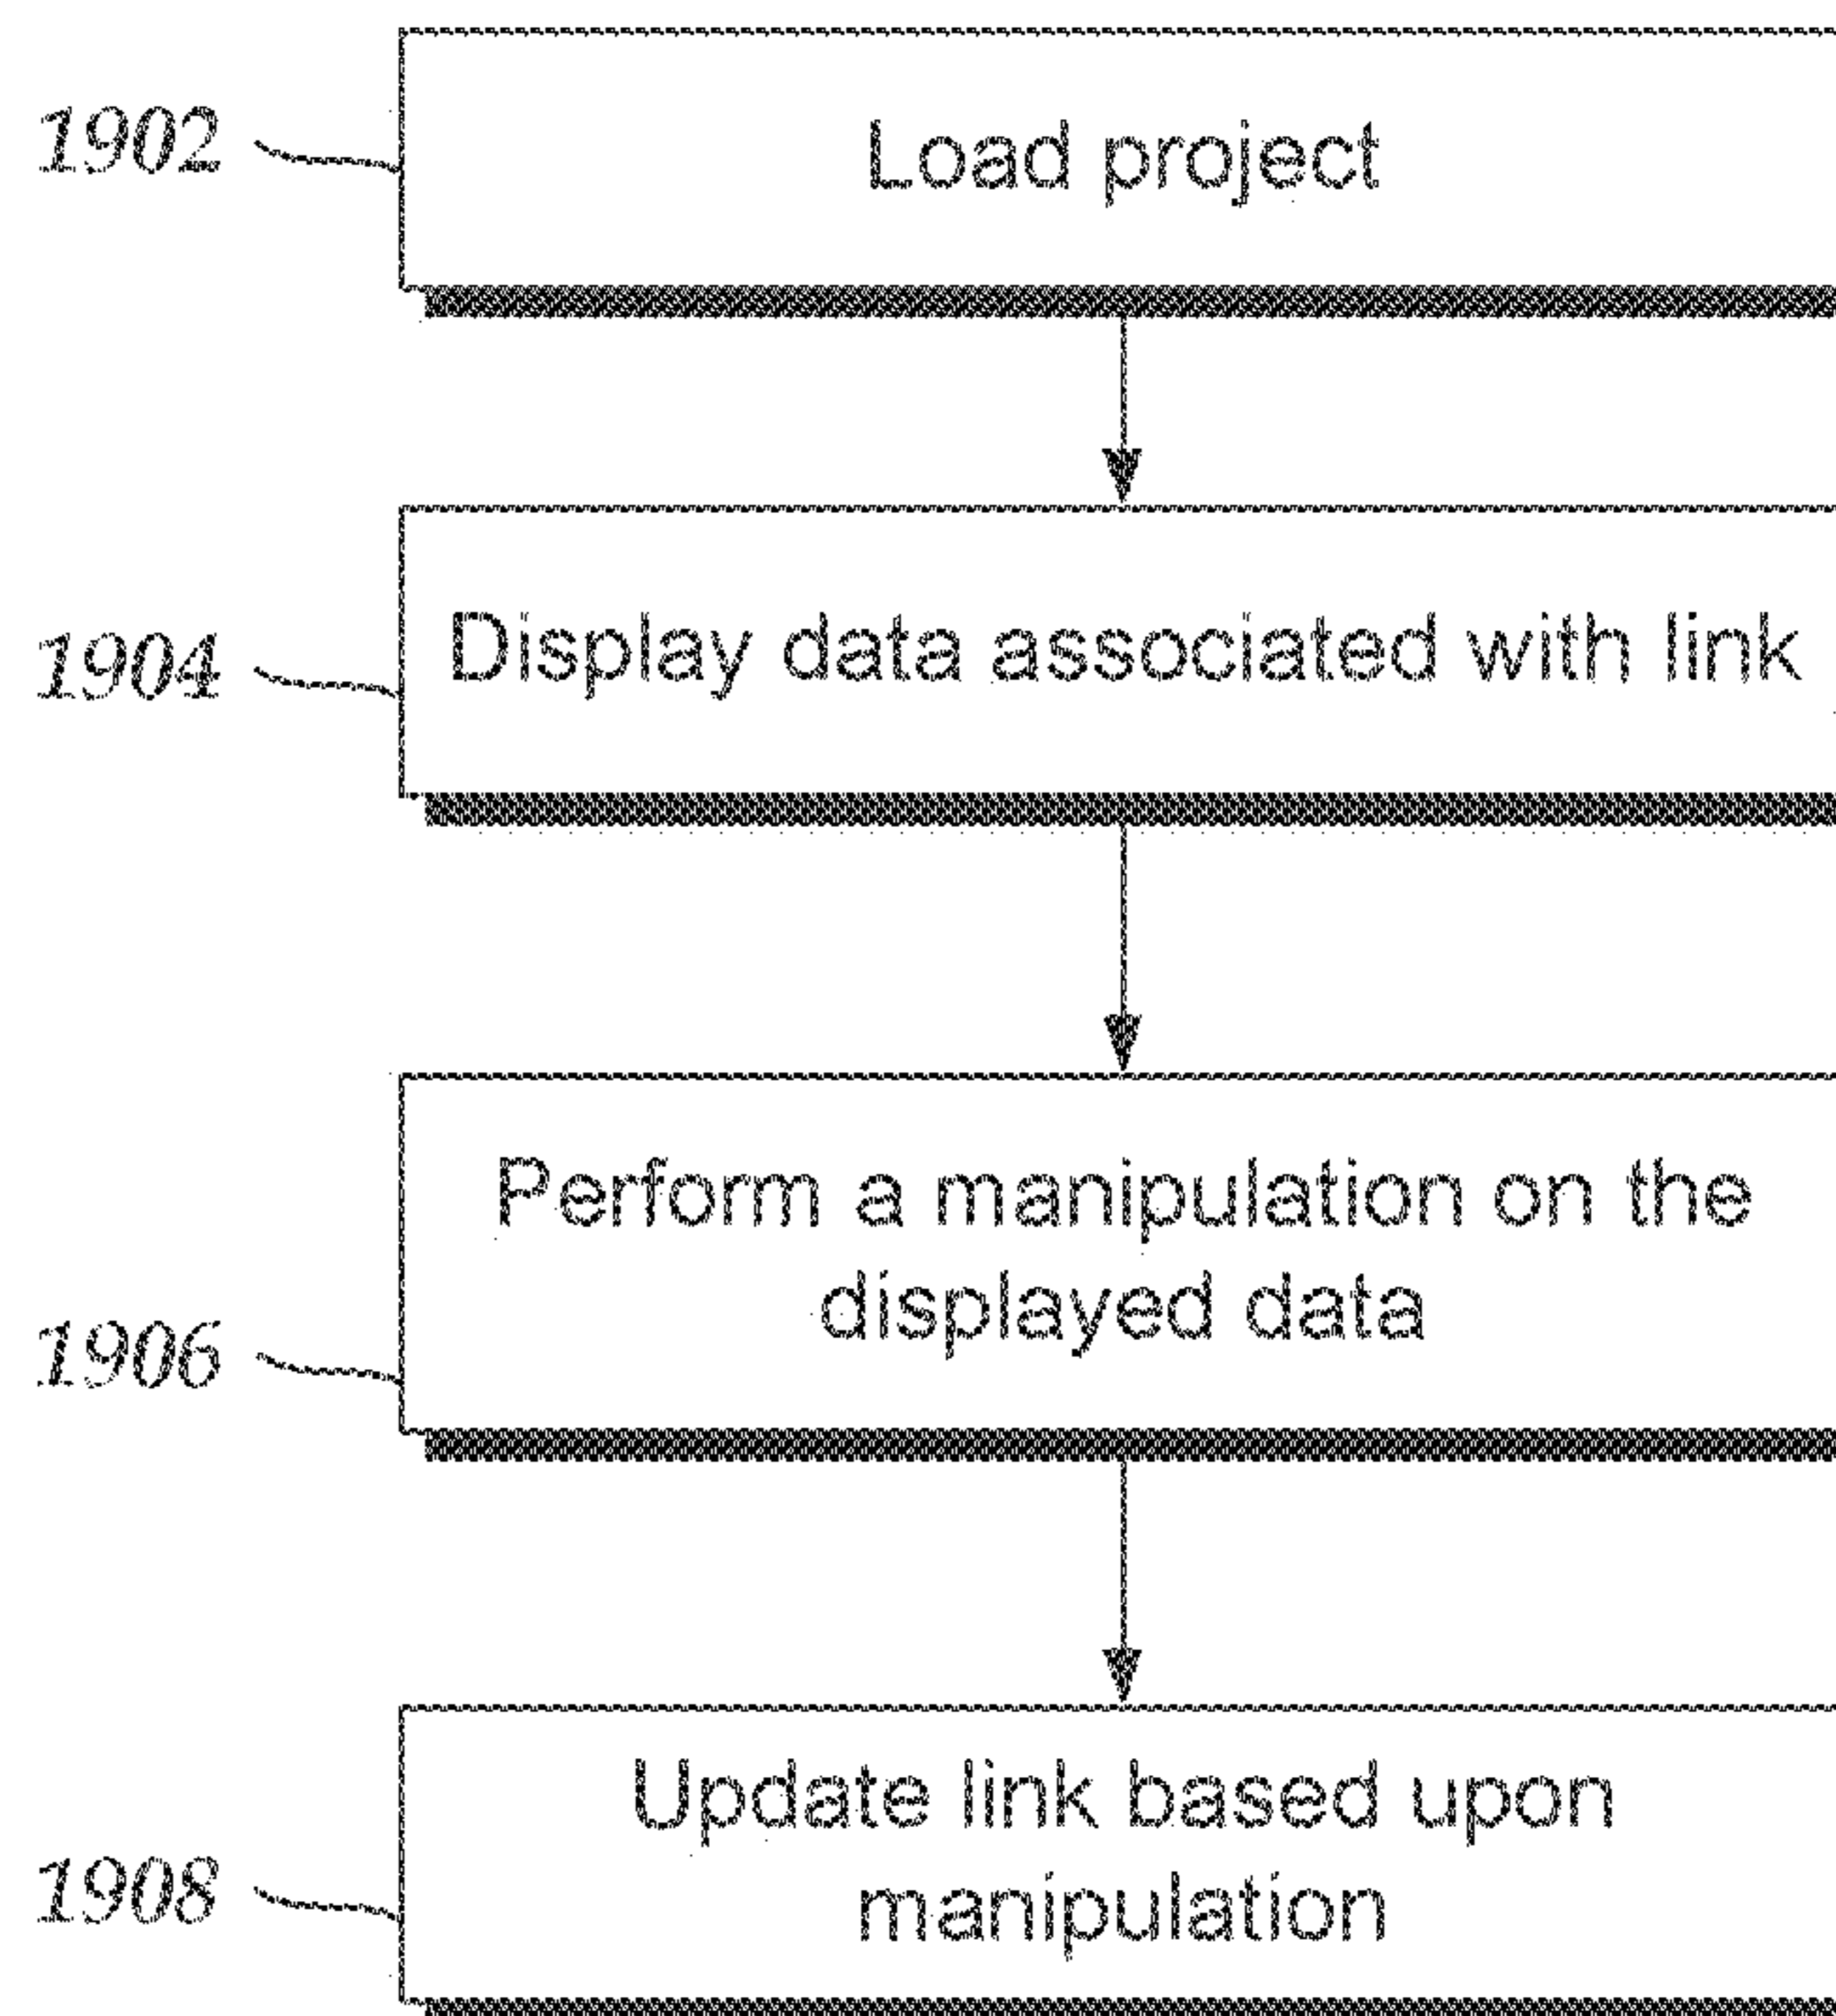 1902
Load project
1904
Display data associated with link
Perform a manipulation on the
displayed data
1906
Update link based upon
manipulation
1908